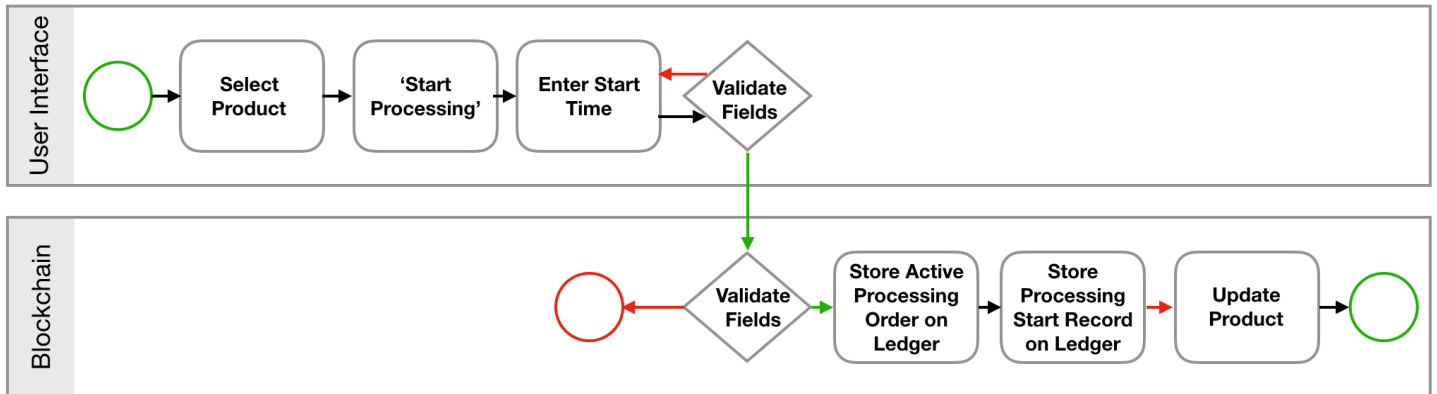 User Interface
Select
Product
‘Start
Processing’
Enter Start
Time
Validate
Fields
Blockchain
Validate
Fields
Store Active
Processing
Order on
Ledger
Store
Processing
Start Record
on Ledger
Update
Product